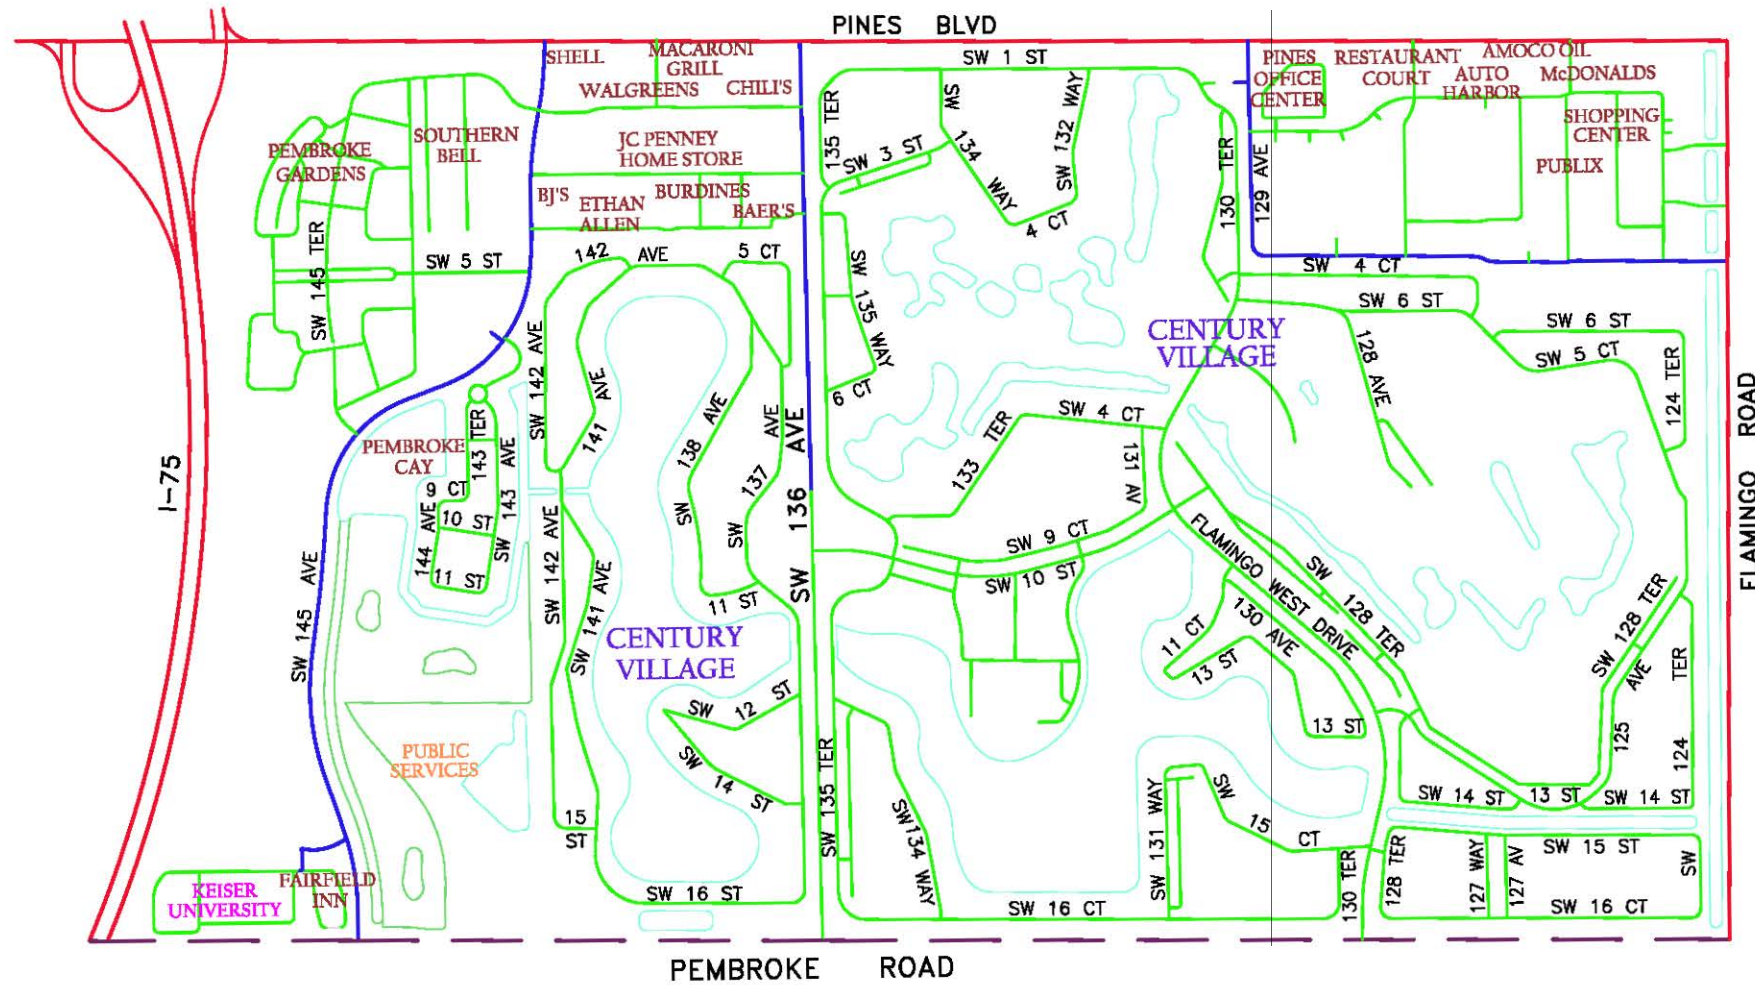 PINES BLVD
SHELL
MACARONI
GRILL
WALGREENS
CHILI'S
SW 1 ST
PINES
OFFICE
CENTER
RESTAURANT
COURT
AMOCO OIL
AUTO
HARBOR
McDONALDS
SHOPPING
CENTER
PUBLIX
PEMBROKE
GARDENS
SOUTHERN
BELL
JC PENNEY
HOME STORE
BJ'S
ETHAN
ALLEN
BURDINES
BAER'S
135 TER
SW 3 ST
SW
134
WAY
SW 132 WAY
4 CT
130 TER
129 AVE
SW 145 TER
SW 5 ST
142 AVE
5 CT
SW 135 WAY
6 CT
SW 4 CT
SW 6 ST
SW 6 ST
SW 5 CT
128 AVE
124 TER
CENTURY
VILLAGE
SW 142 AVE
141 AVE
SW 138 AVE
SW 137 AVE
SW 136 AVE
133 TER
SW 4 CT
131 AV
FLAMINGO ROAD
I-75
PEMBROKE
CAY
143 TER
SW 143 AVE
9 CT
10 ST
144 AVE
11 ST
SW 145 AVE
SW 142 AVE
SW 141 AVE
11 ST
SW 9 CT
SW 10 ST
FLAMINGO WEST DRIVE
SW 128 TER
130 AVE
11 CT
13 ST
13 ST
SW 128 TER
125 AVE
124 TER
CENTURY
VILLAGE
SW 12 ST
SW 14 ST
PUBLIC
SERVICES
15
ST
SW 135 TER
SW 134 WAY
SW 131 WAY
SW 15 CT
SW 14 ST
13 ST
SW 14 ST
SW 15 ST
SW
130 TER
128 TER
127 WAY
127 AV
KEISER
UNIVERSITY
FAIRFIELD
INN
SW 16 ST
SW 16 CT
SW 16 CT
PEMBROKE ROAD